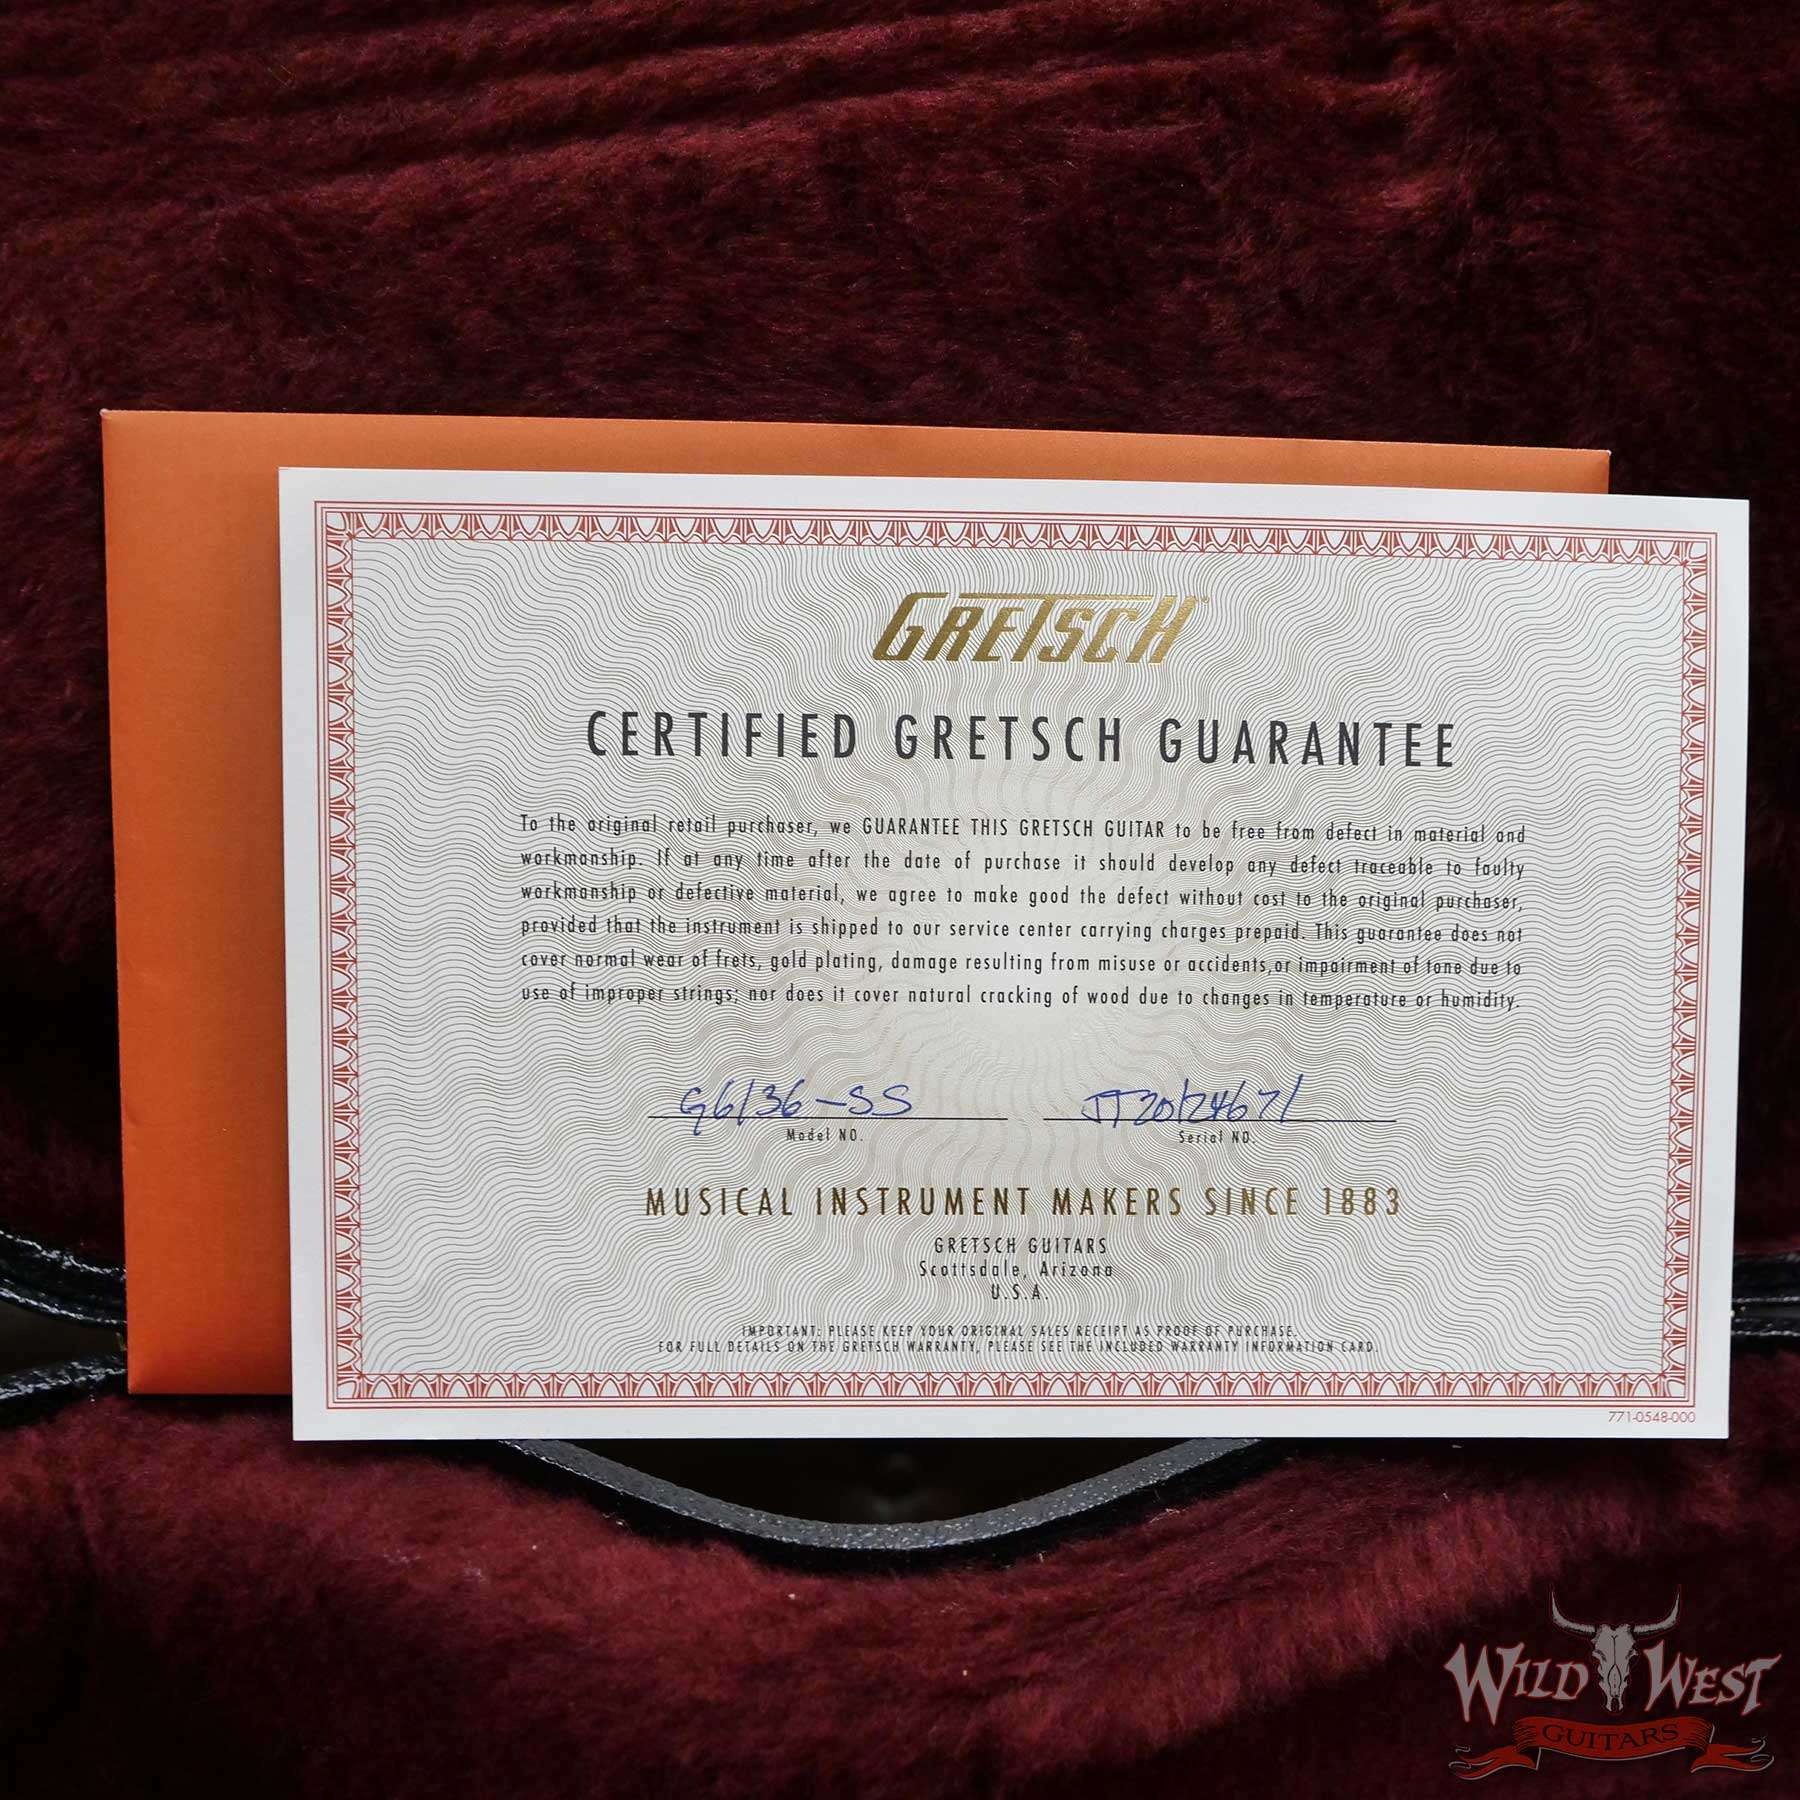 GRETSCH
CERTIFIED GRETSCH GUARANTEE
To the original retail purchaser, we GUARANTEE THIS GRETSCH GUITAR to be free from defect in material and
workmanship. If at any time after the date of purchase it should develop any defect traceable to faulty
workmanship or defective material, we agree to make good the defect without cost to the original purchaser,
provided that the instrument is shipped to our service center carrying charges prepaid. This guarantee does not
cover normal wear of frets, gold plating, damage resulting from misuse or accidents,or impairment of tone due to
use of improper strings; nor does it cover natural cracking of wood due to changes in temperature or humidity.
G6136-SS JT20124671
Model NO. Serial NO.
MUSICAL INSTRUMENT MAKERS SINCE 1883
GRETSCH GUITARS
Scottsdale, Arizona
U.S.A.
IMPORTANT: PLEASE KEEP YOUR ORIGINAL SALES RECEIPT AS PROOF OF PURCHASE.
FOR FULL DETAILS ON THE GRETSCH WARRANTY, PLEASE SEE THE INCLUDED WARRANTY INFORMATION CARD.
771-0548-000
WILD WEST
GUITARS